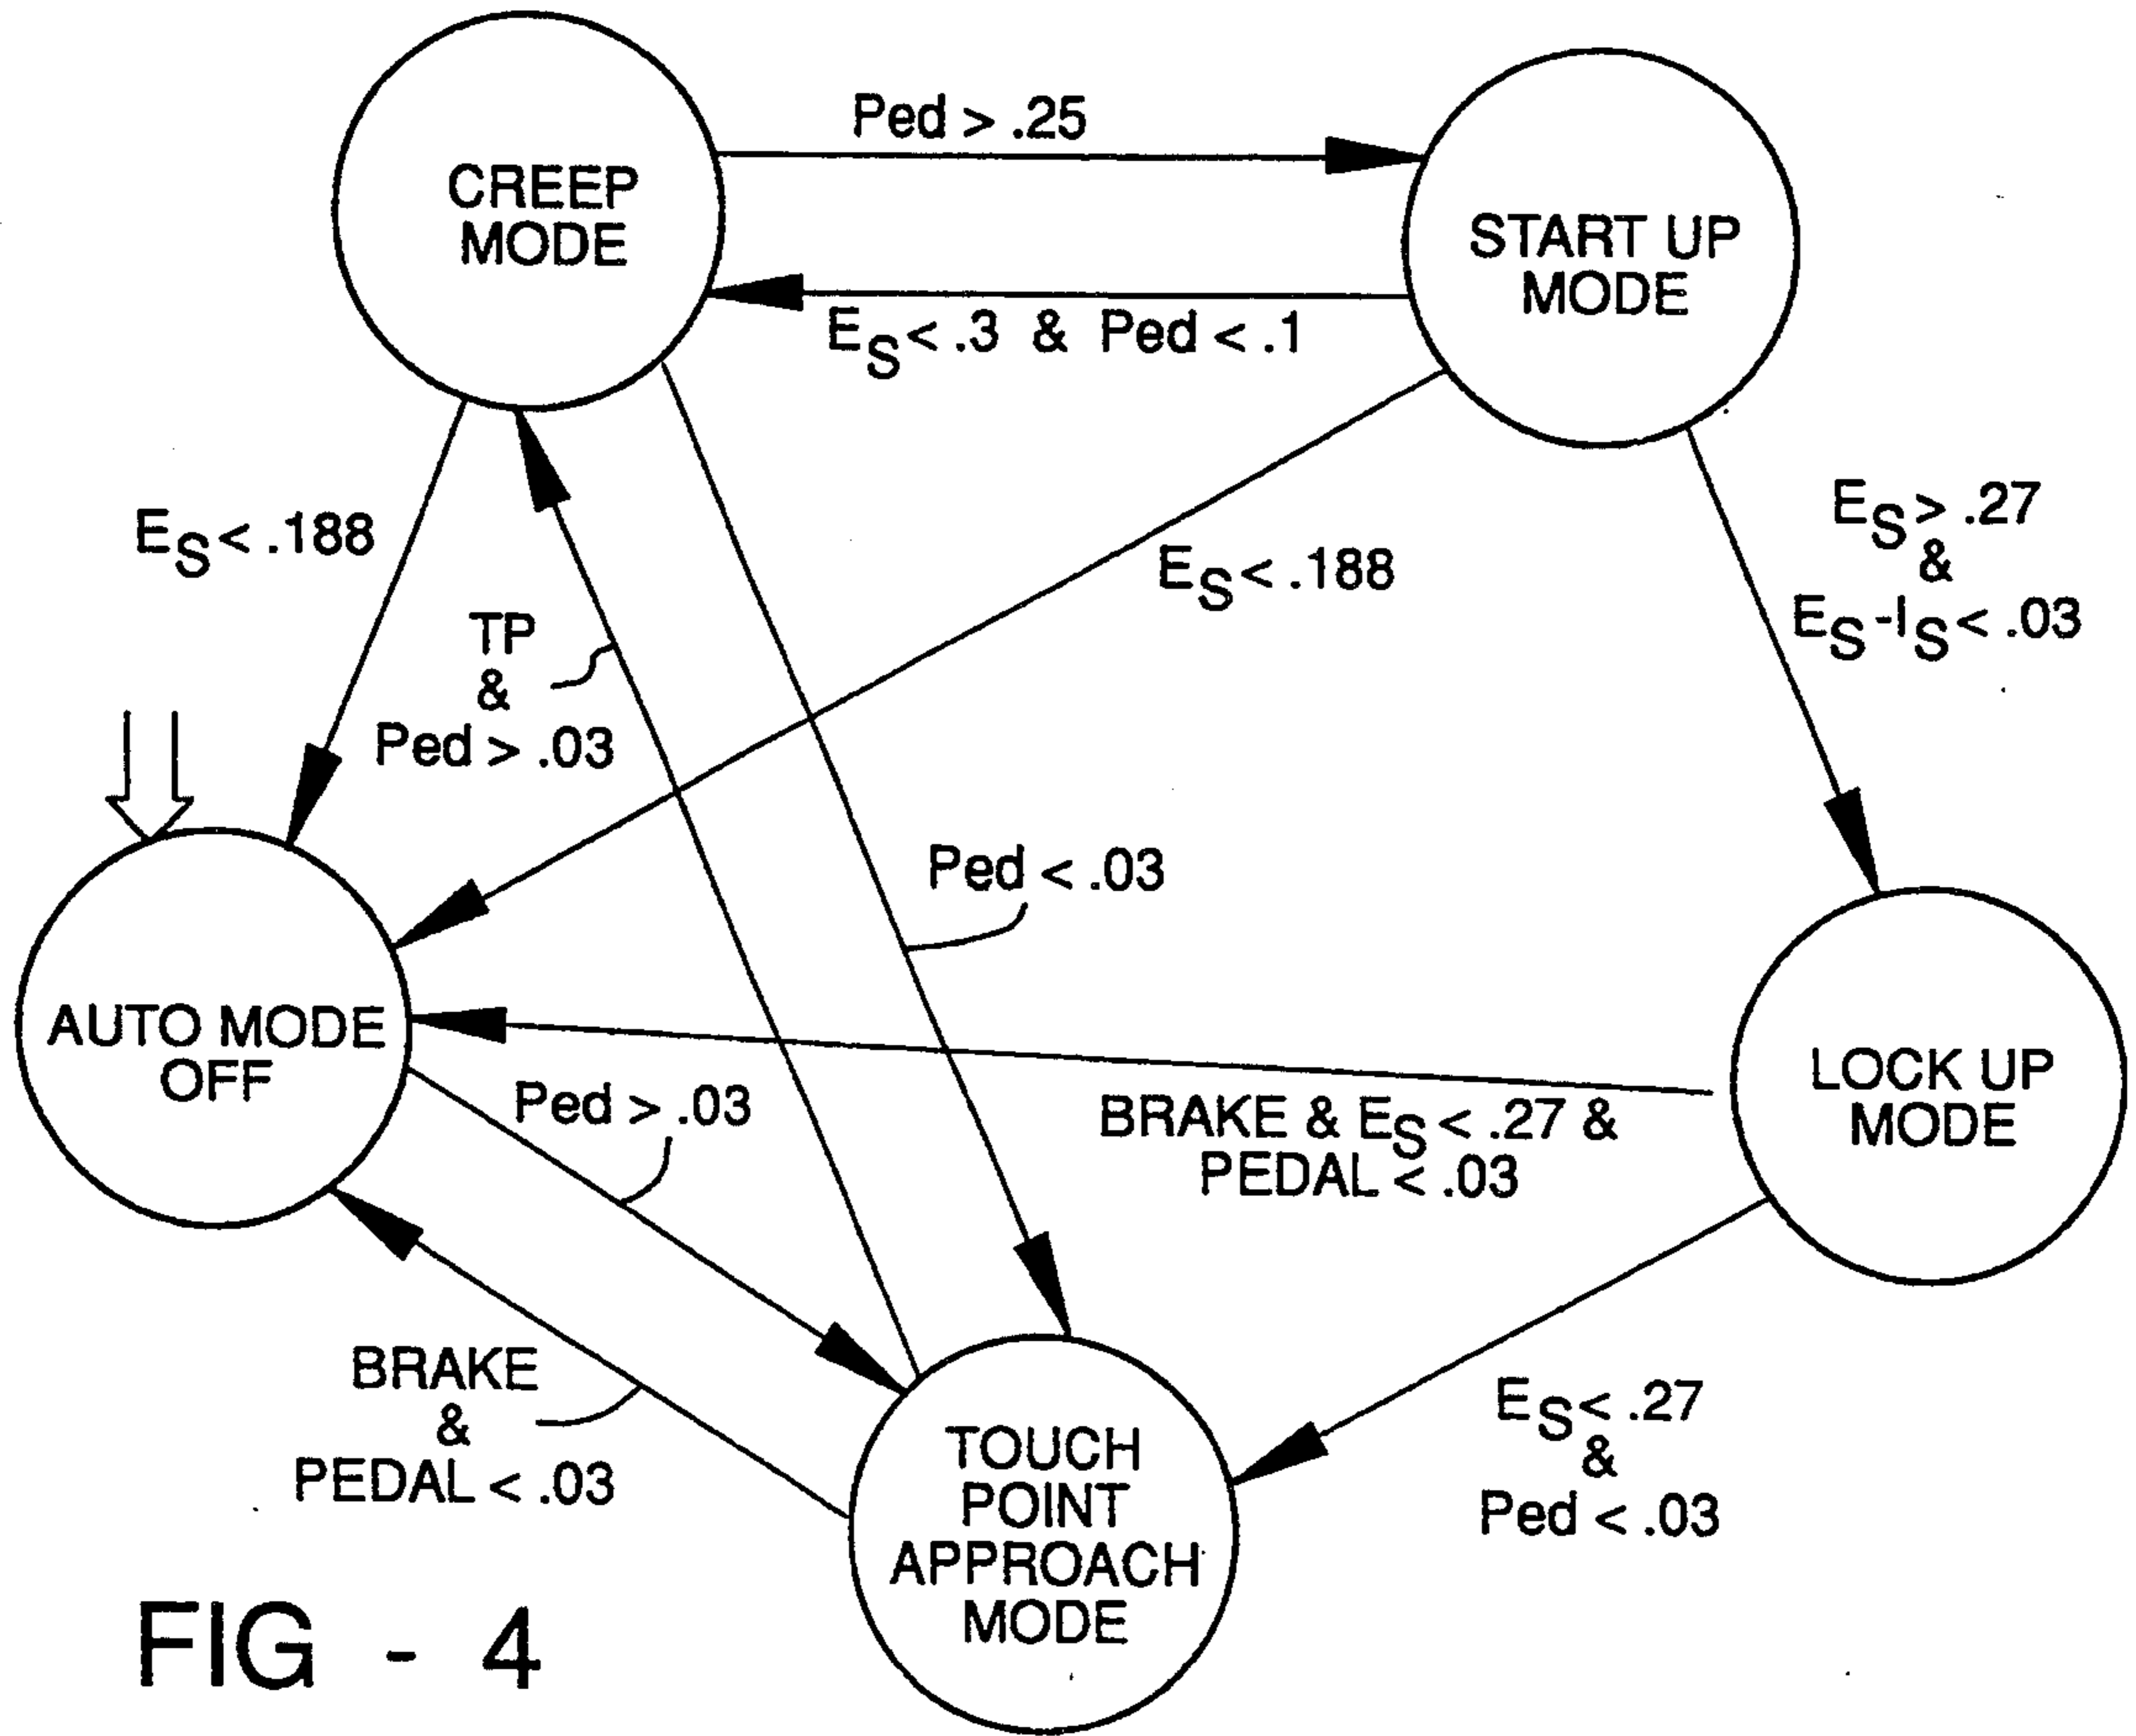 CREEP
MODE
Ped > .25
START UP
MODE
ES < .3 & Ped < .1
ES < .188
TP
&
Ped > .03
ES < .188
ES > .27
&
ES-IS < .03
Ped < .03
AUTO MODE
OFF
Ped > .03
BRAKE & ES < .27 &
PEDAL < .03
LOCK UP
MODE
BRAKE
&
PEDAL < .03
TOUCH
POINT
APPROACH
MODE
ES < .27
&
Ped < .03
FIG - 4